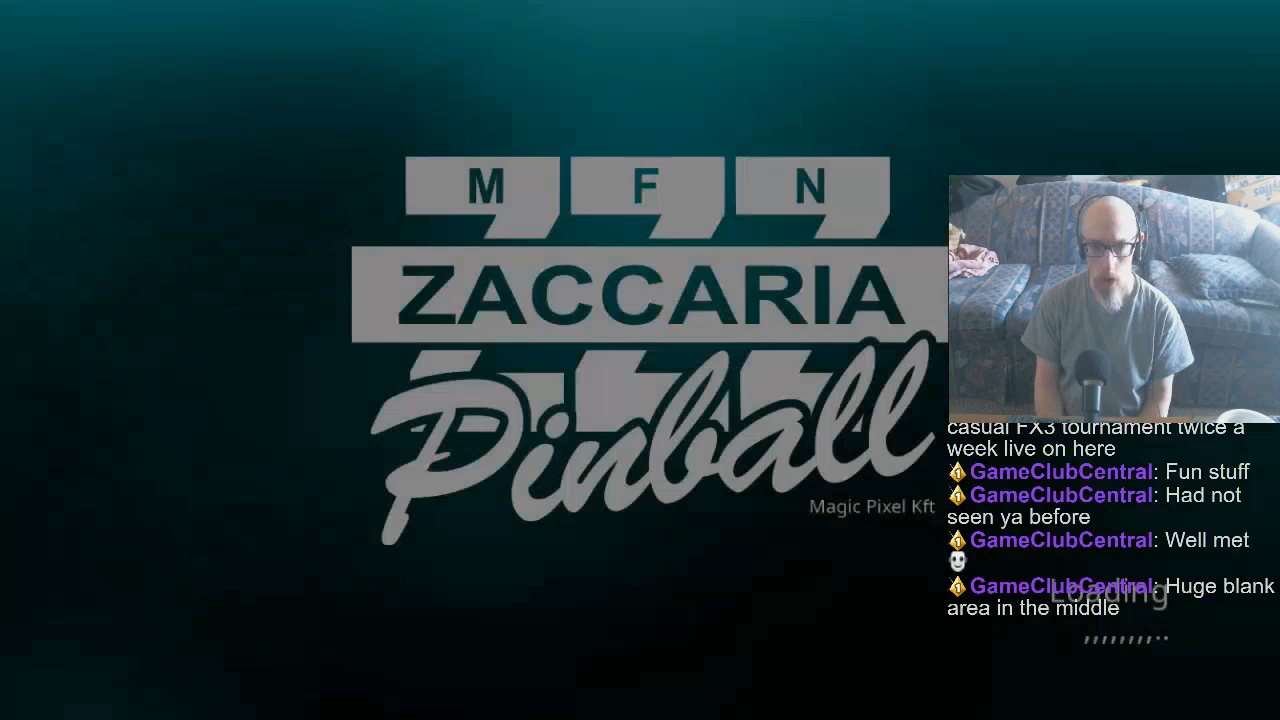 M F N
ZACCARIA
Pinball
Magic Pixel Kft
casual FX3 tournament twice a
week live on here
GameClubCentral: Fun stuff
GameClubCentral: Had not
seen ya before
GameClubCentral: Well met
GameClubCentral: Huge blank
area in the middle
Loading
,,,,,,,,..